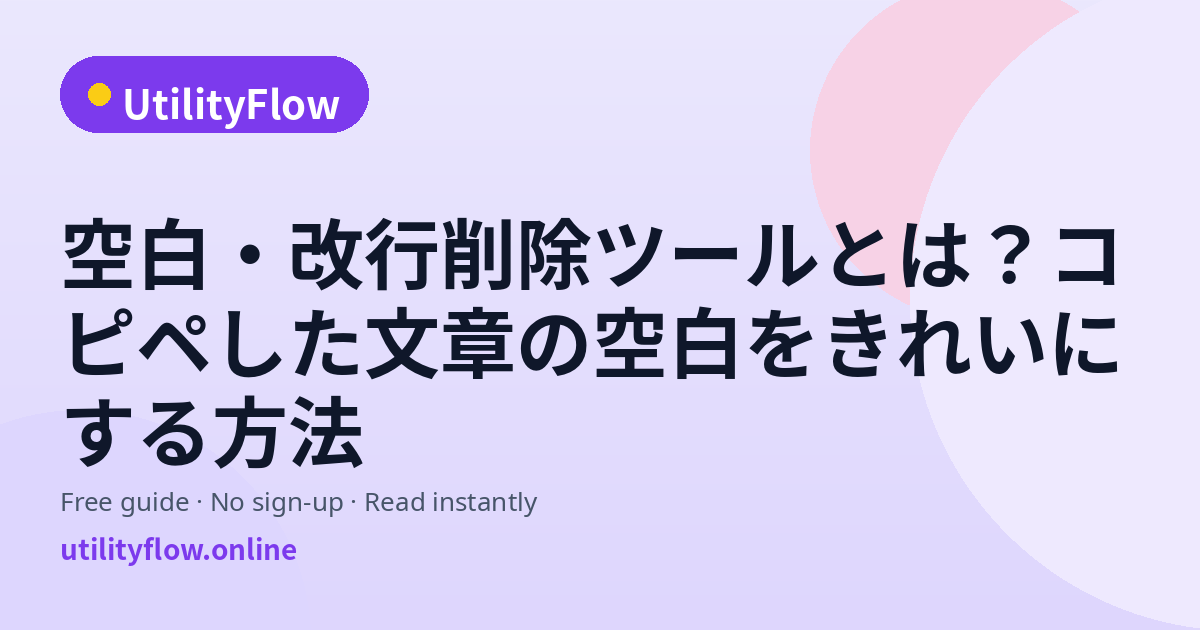 UtilityFlow
空白・改行削除ツールとは？コ
ピペした文章の空白をきれいに
する方法
Free guide · No sign-up · Read instantly
utilityflow.online